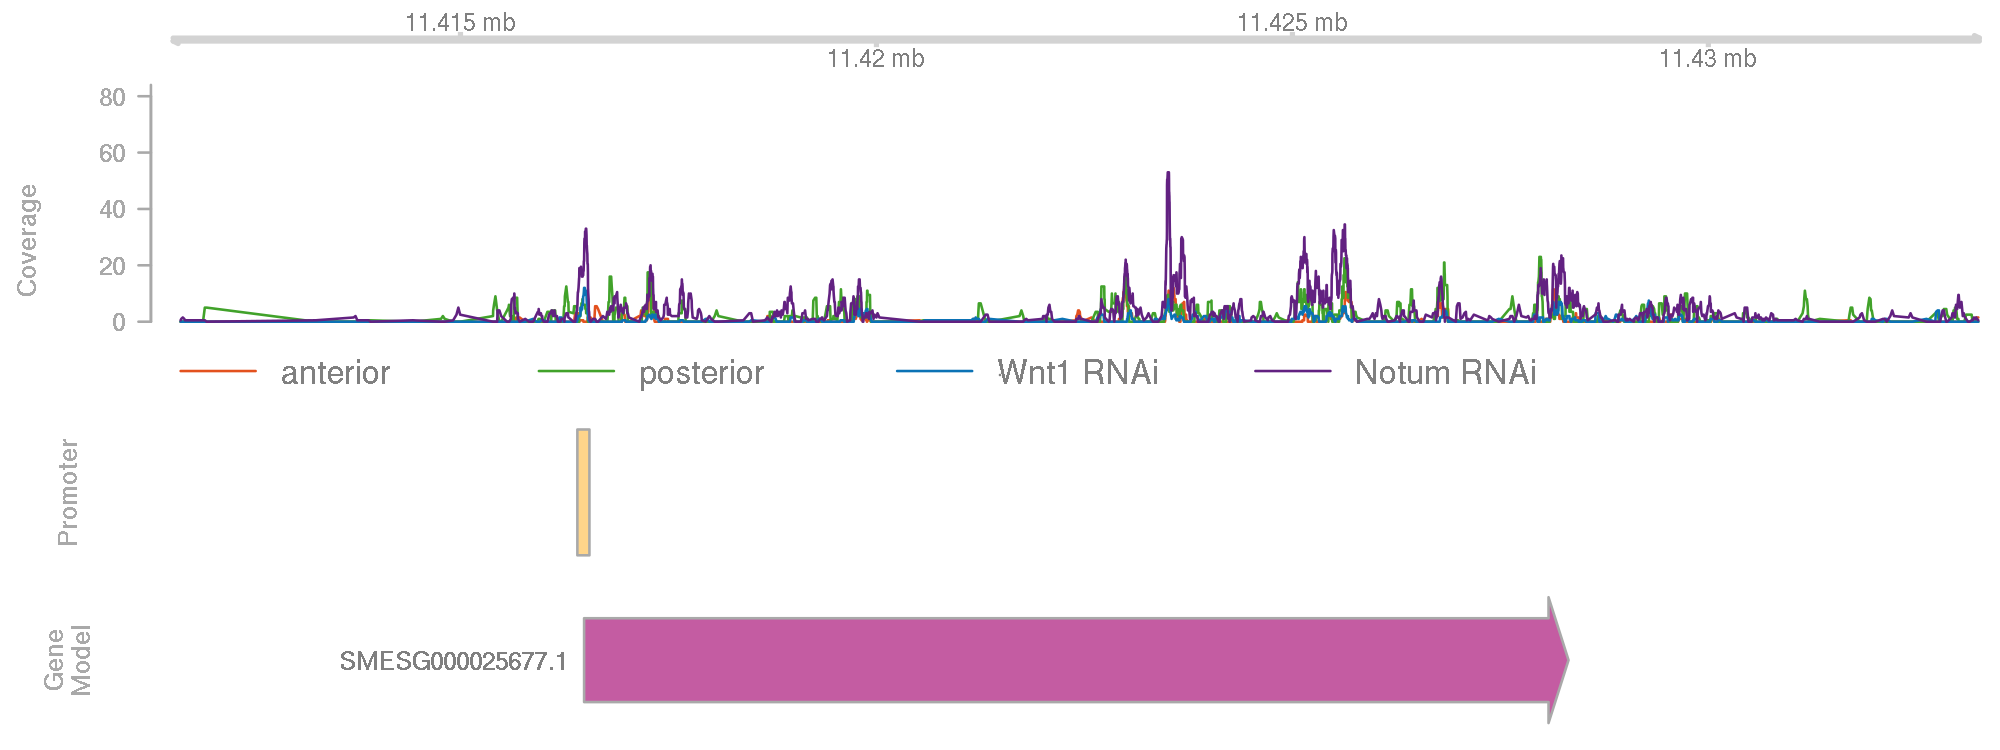 11.415 mb 11.425 mb
11.42 mb 11.43 mb
80
60
40
20
0
Coverage
anterior posterior Wnt1 RNAi Notum RNAi
Promoter
Gene
Model
SMESG000025677.1